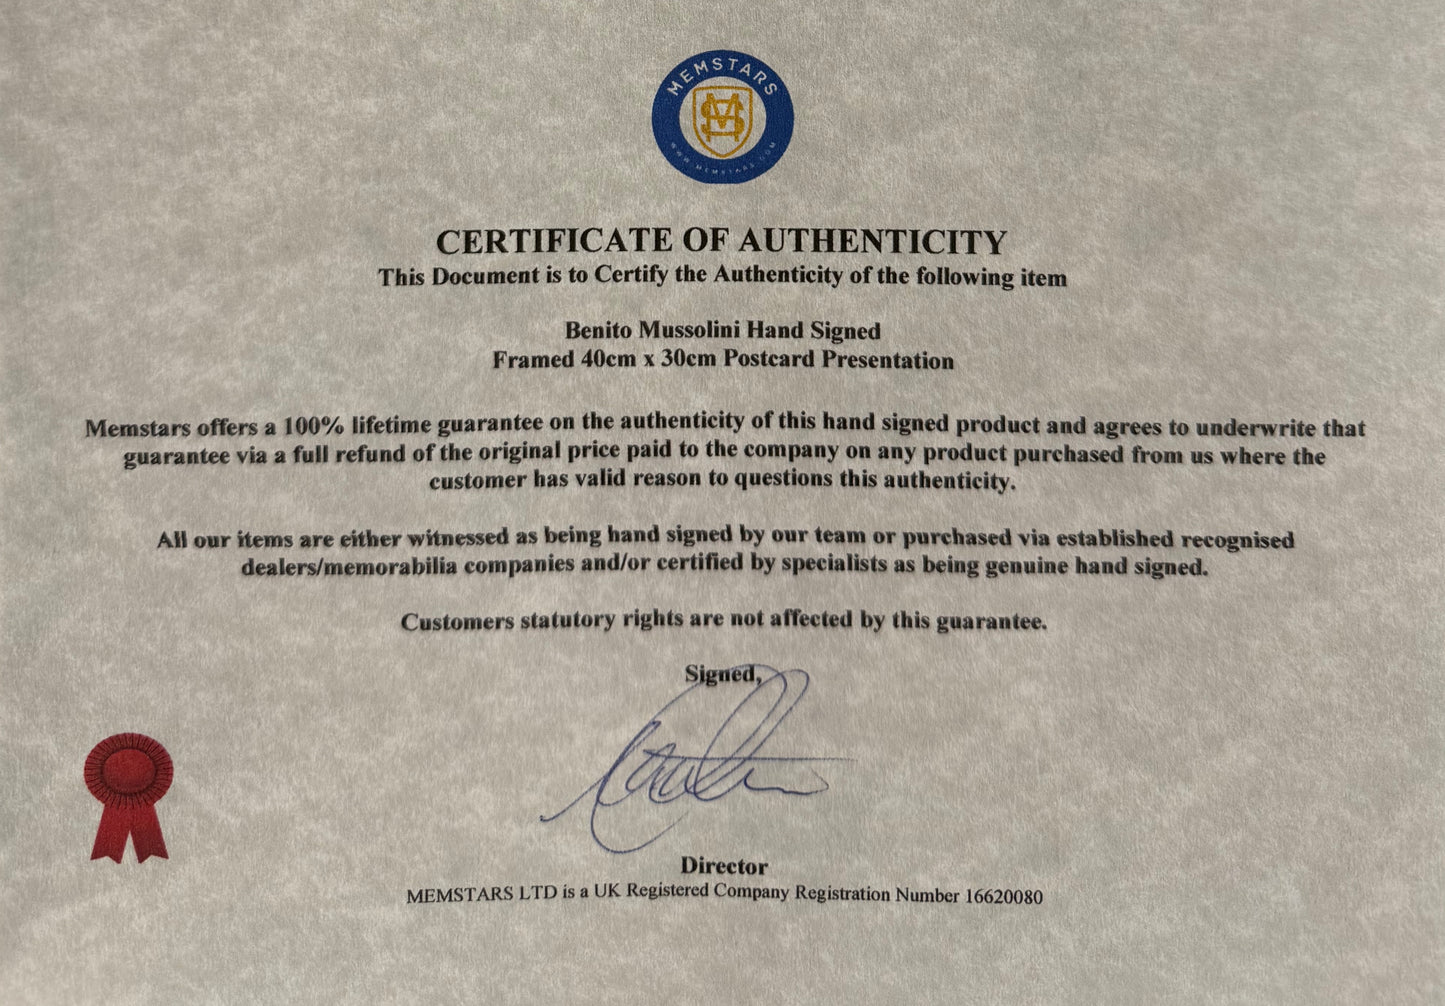 MEMSTARS
MS
WWW.MEMSTARS.COM
CERTIFICATE OF AUTHENTICITY
This Document is to Certify the Authenticity of the following item
Benito Mussolini Hand Signed
Framed 40cm x 30cm Postcard Presentation
Memstars offers a 100% lifetime guarantee on the authenticity of this hand signed product and agrees to underwrite that
guarantee via a full refund of the original price paid to the company on any product purchased from us where the
customer has valid reason to questions this authenticity.
All our items are either witnessed as being hand signed by our team or purchased via established recognised
dealers/memorabilia companies and/or certified by specialists as being genuine hand signed.
Customers statutory rights are not affected by this guarantee.
Signed,
Director
MEMSTARS LTD is a UK Registered Company Registration Number 16620080